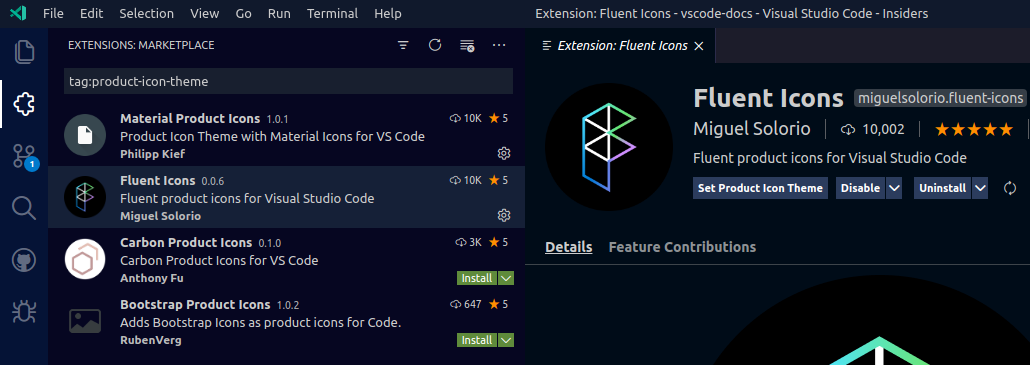 File Edit Selection View Go Run Terminal Help Extension: Fluent Icons - vscode-docs - Visual Studio Code - Insiders
EXTENSIONS: MARKETPLACE
tag:product-icon-theme
Material Product Icons 1.0.1 10K 5
Product Icon Theme with Material Icons for VS Code
Philipp Kief
Fluent Icons 0.0.6 10K 5
Fluent product icons for Visual Studio Code
Miguel Solorio
Carbon Product Icons 0.1.0 3K 5
Carbon Product Icons for VS Code
Anthony Fu Install
Bootstrap Product Icons 1.0.2 647 5
Adds Bootstrap Icons as product icons for Code.
RubenVerg Install
1
Extension: Fluent Icons
Fluent Icons miguelsolorio.fluent-icons
Miguel Solorio 10,002
Fluent product icons for Visual Studio Code
Set Product Icon Theme Disable Uninstall
Details Feature Contributions